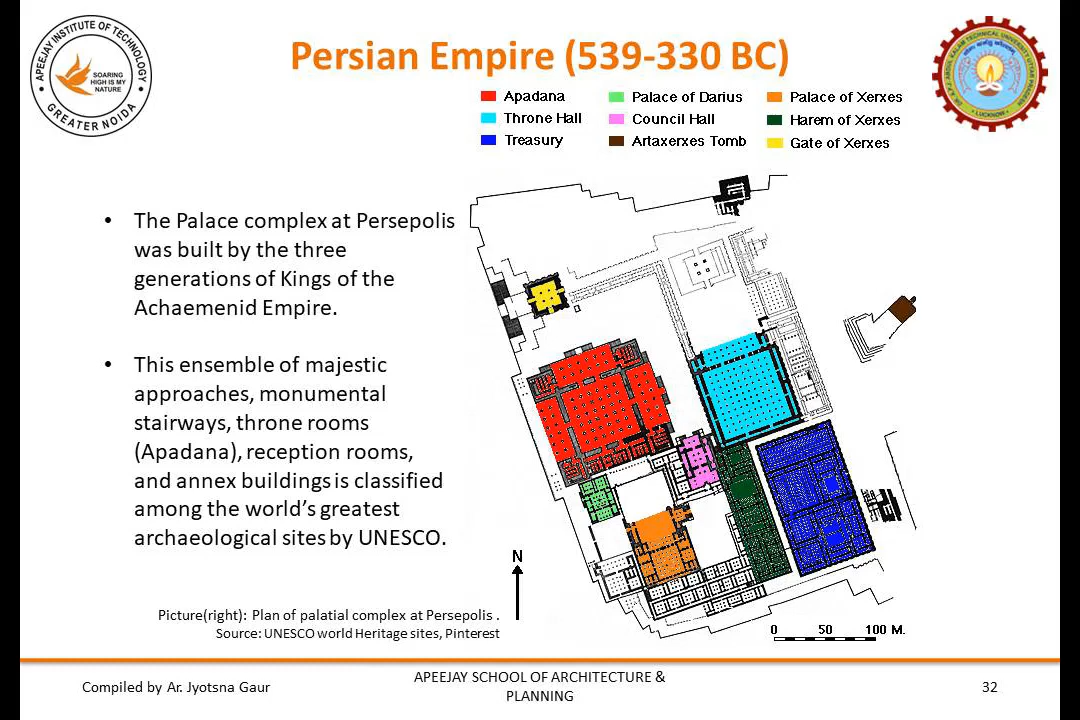 APEEJAY INSTITUTE OF TECHNOLOGY
SOARING
HIGH IS MY
NATURE
GREATER NOIDA
Persian Empire (539-330 BC)
LUCKNOW
Apadana
Palace of Darius
Palace of Xerxes
Throne Hall
Council Hall
Harem of Xerxes
Treasury
Artaxerxes Tomb
Gate of Xerxes
• The Palace complex at Persepolis
was built by the three
generations of Kings of the
Achaemenid Empire.
• This ensemble of majestic
approaches, monumental
stairways, throne rooms
(Apadana), reception rooms,
and annex buildings is classified
among the world’s greatest
archaeological sites by UNESCO.
N
Picture(right): Plan of palatial complex at Persepolis .
Source: UNESCO world Heritage sites, Pinterest
0 50 100 M.
Compiled by Ar. Jyotsna Gaur
APEEJAY SCHOOL OF ARCHITECTURE &
PLANNING
32